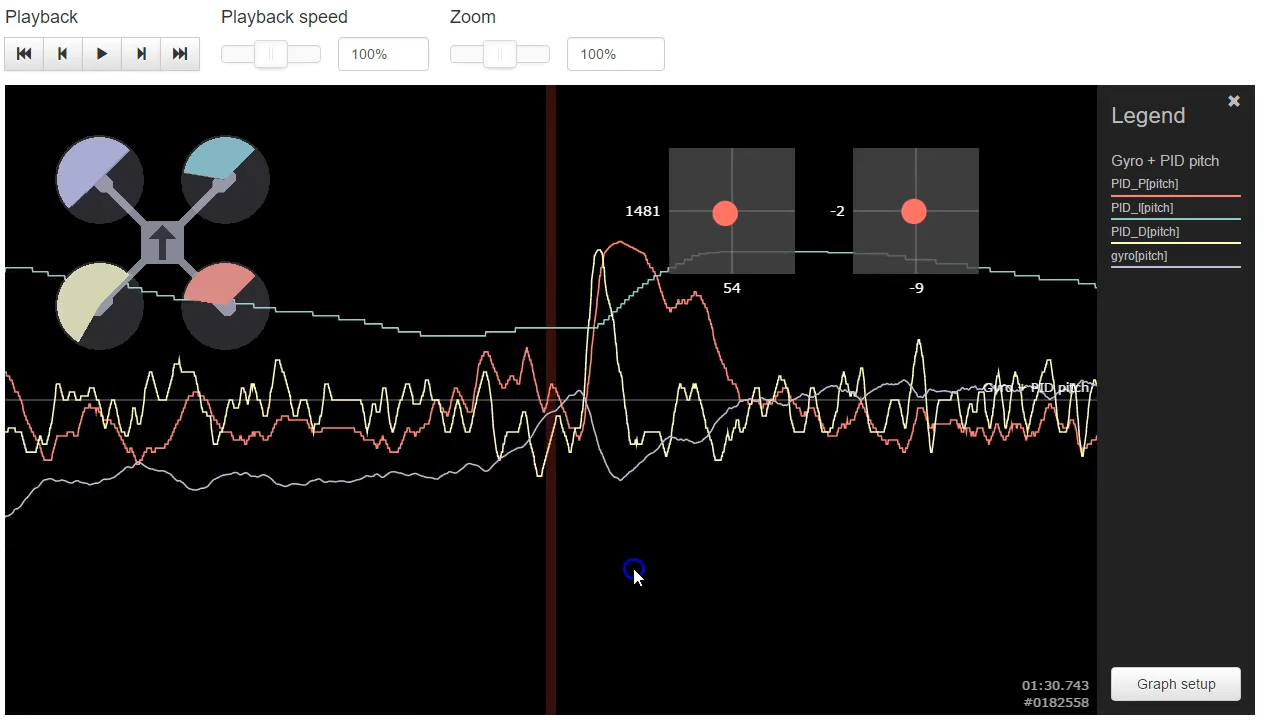 Playback
Playback speed
Zoom
100%
100%
Legend
Gyro + PID pitch
PID_P[pitch]
PID_I[pitch]
PID_D[pitch]
gyro[pitch]
1481
54
-2
-9
Gyro + PID pitch
01:30.743
#0182558
Graph setup